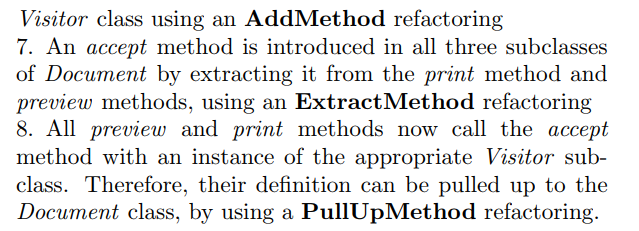 Visitor class using an AddMethod refactoring
7. An accept method is introduced in all three subclasses
of Document by extracting it from the print method and
preview methods, using an ExtractMethod refactoring
8. All preview and print methods now call the accept
method with an instance of the appropriate Visitor sub-
class. Therefore, their definition can be pulled up to the
Document class, by using a PullUpMethod refactoring.